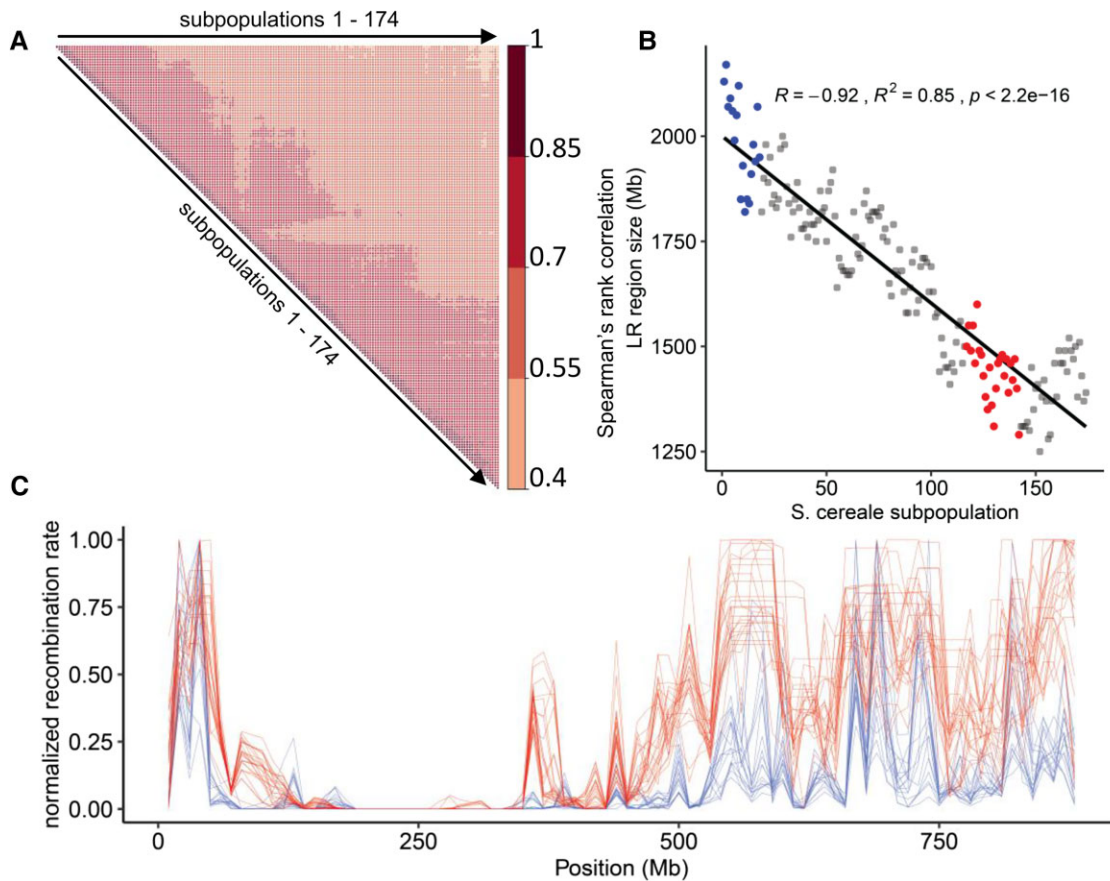 A
subpopulations 1 - 174
subpopulations 1 - 174
1
0.85
0.7
0.55
0.4
Spearman's rank correlation
B
R = −0.92 , R² = 0.85 , p < 2.2e−16
LR region size (Mb)
2000
1750
1500
1250
0
50
100
150
S. cereale subpopulation
C
normalized recombination rate
1.00
0.75
0.50
0.25
0.00
0
250
500
750
Position (Mb)